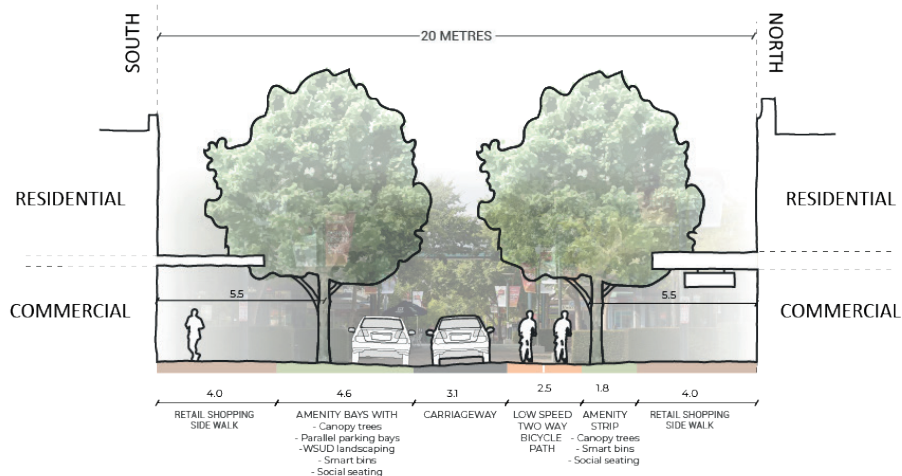 SOUTH
20 METRES
NORTH
RESIDENTIAL
RESIDENTIAL
COMMERCIAL
COMMERCIAL
5.5
5.5
4.0
4.6
3.1
2.5
1.8
4.0
RETAIL SHOPPING
SIDE WALK
AMENITY BAYS WITH
- Canopy trees
- Parallel parking bays
-WSUD landscaping
- Smart bins
- Social seating
CARRIAGEWAY
LOW SPEED
TWO WAY
BICYCLE
PATH
AMENITY
STRIP
- Canopy trees
- Smart bins
- Social seating
RETAIL SHOPPING
SIDE WALK